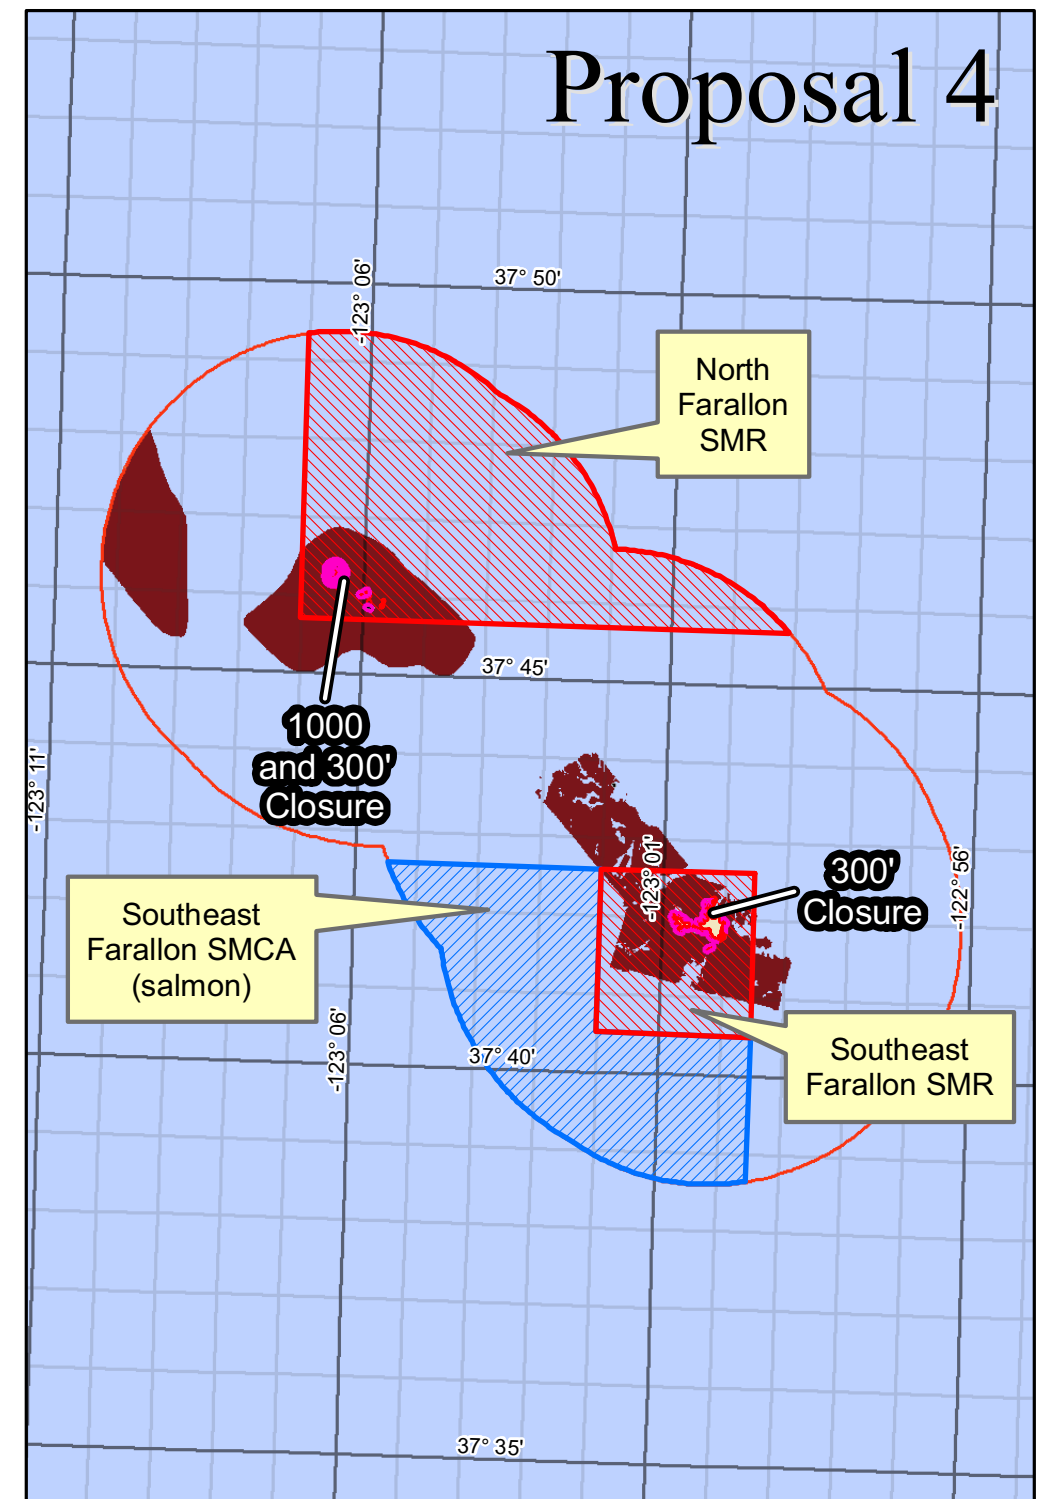 Proposal 4
-123° 06'
37° 50'
North
Farallon
SMR
37° 45'
1000
and 300'
Closure
-123° 11'
-123° 01'
300'
Closure
-122° 56'
Southeast
Farallon SMCA
(salmon)
-123° 06'
37° 40'
Southeast
Farallon SMR
37° 35'